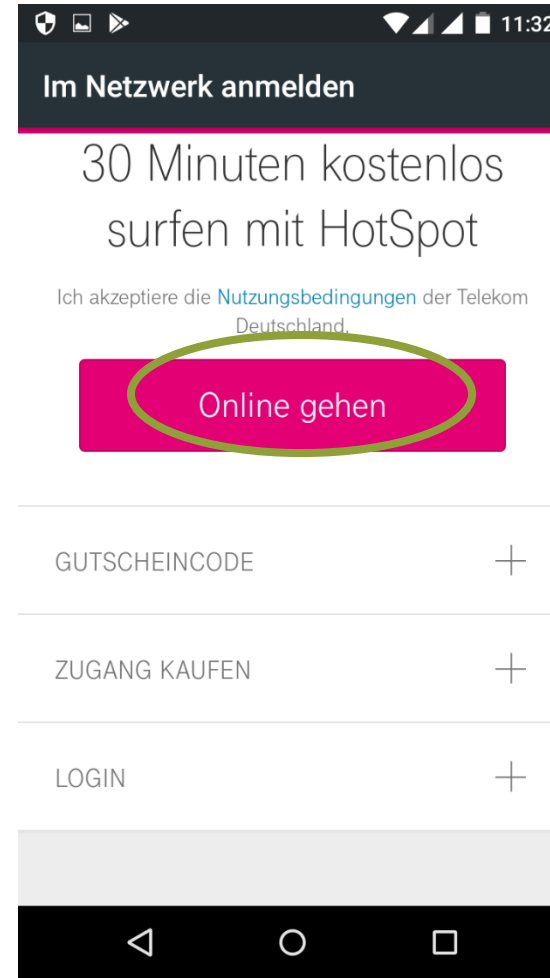 11:32
Im Netzwerk anmelden
30 Minuten kostenlos
surfen mit HotSpot
Ich akzeptiere die Nutzungsbedingungen der Telekom
Deutschland.
Online gehen
GUTSCHEINCODE
ZUGANG KAUFEN
LOGIN